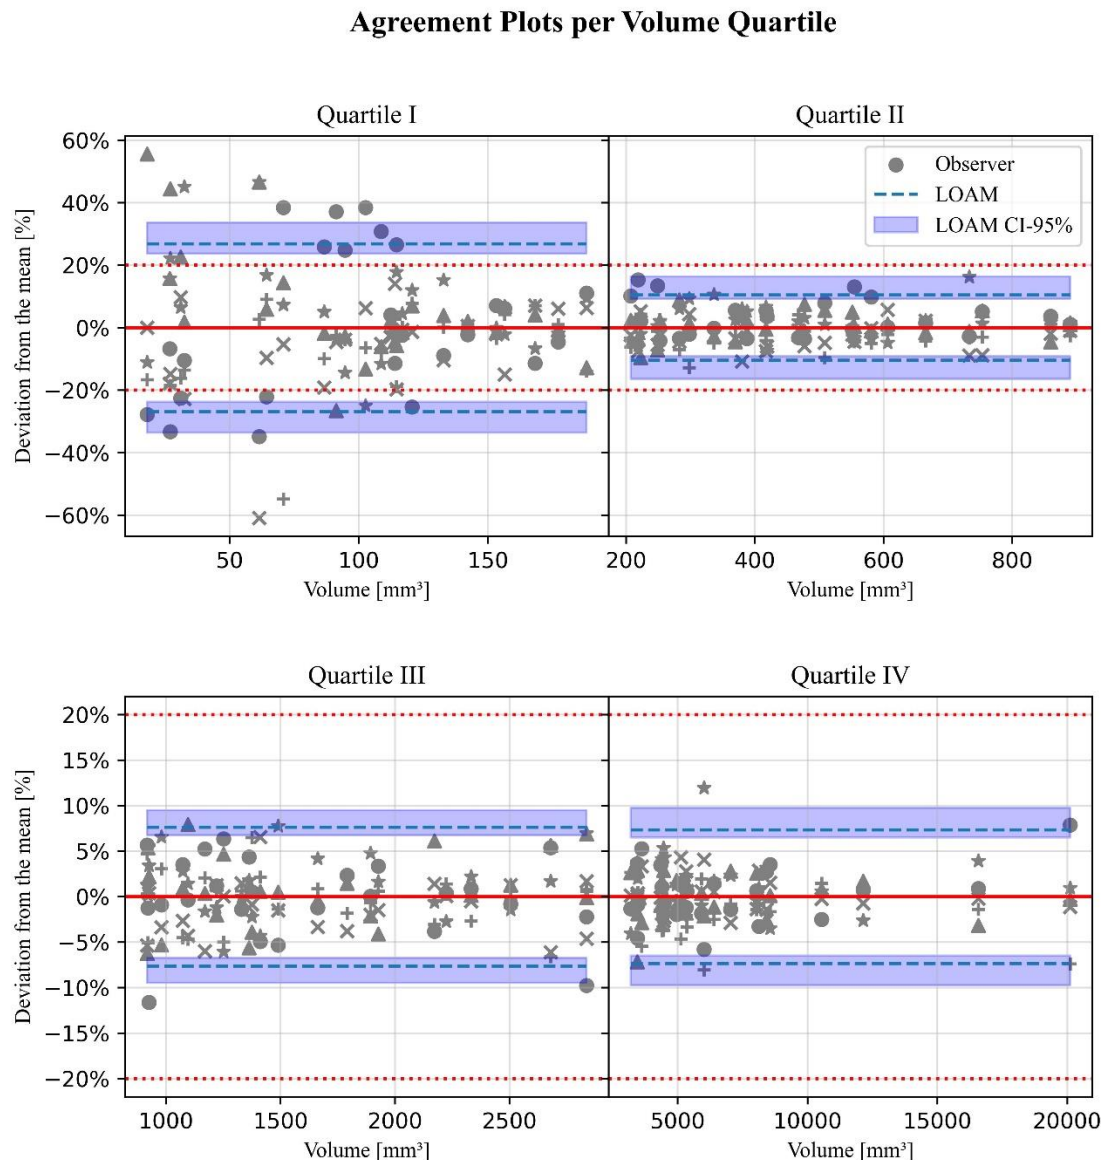 Agreement Plots per Volume Quartile
Quartile I
Quartile II
60%
40%
20%
0%
−20%
−40%
−60%
Deviation from the mean [%]
Observer
LOAM
LOAM CI-95%
50
100
150
200
400
600
800
Volume [mm³]
Volume [mm³]
Quartile III
Quartile IV
20%
15%
10%
5%
0%
−5%
−10%
−15%
−20%
Deviation from the mean [%]
1000
1500
2000
2500
5000
10000
15000
20000
Volume [mm³]
Volume [mm³]